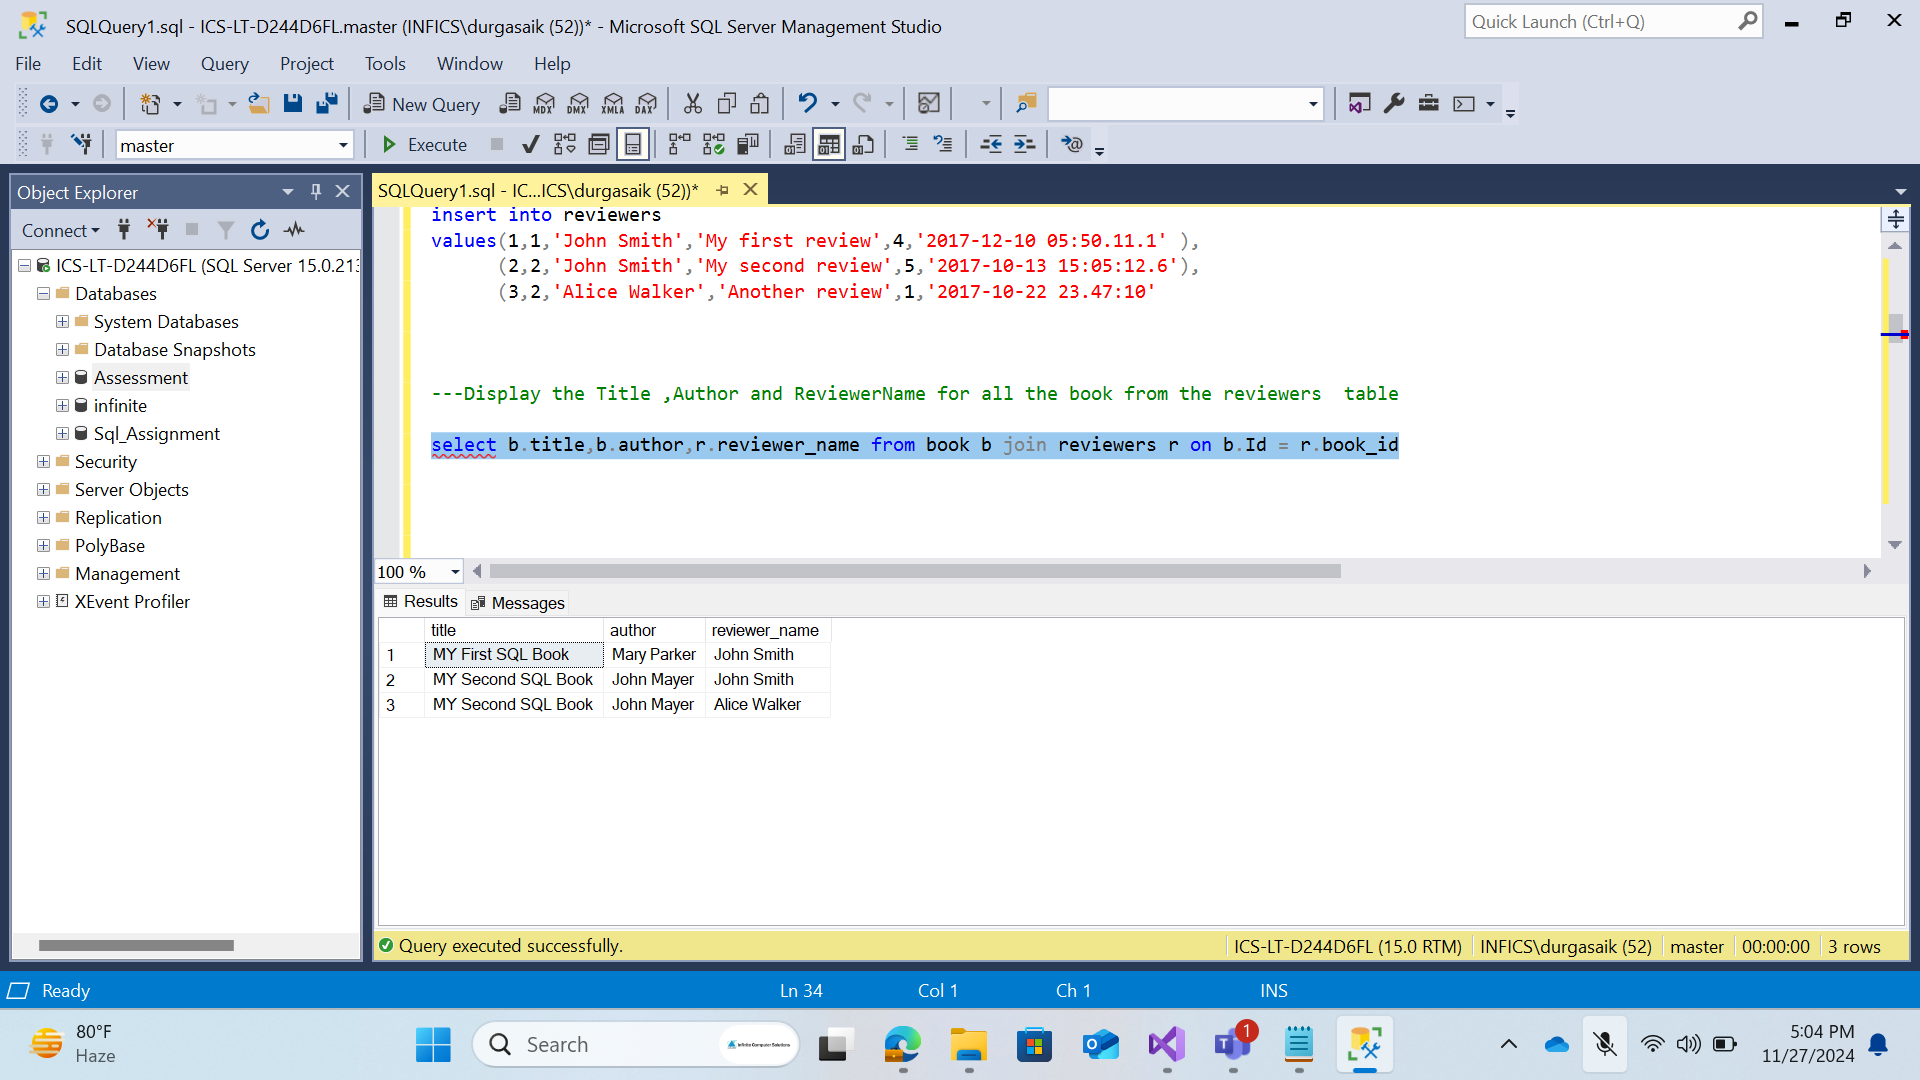 SQLQuery1.sql - ICS-LT-D244D6FL.master (INFICS\durgasaik (52))* - Microsoft SQL Server Management Studio
Quick Launch (Ctrl+Q)
File Edit View Query Project Tools Window Help
New Query
MDX DMX XMLA DAX
master
Execute
Object Explorer
SQLQuery1.sql - IC...ICS\durgasaik (52))*
Connect
ICS-LT-D244D6FL (SQL Server 15.0.213
Databases
System Databases
Database Snapshots
Assessment
infinite
Sql_Assignment
Security
Server Objects
Replication
PolyBase
Management
XEvent Profiler
insert into reviewers
values(1,1,'John Smith','My first review',4,'2017-12-10 05:50.11.1' ),
(2,2,'John Smith','My second review',5,'2017-10-13 15:05:12.6'),
(3,2,'Alice Walker','Another review',1,'2017-10-22 23.47:10'
---Display the Title ,Author and ReviewerName for all the book from the reviewers  table
select b.title,b.author,r.reviewer_name from book b join reviewers r on b.Id = r.book_id
100 %
Results Messages
title author reviewer_name
1 MY First SQL Book Mary Parker John Smith
2 MY Second SQL Book John Mayer John Smith
3 MY Second SQL Book John Mayer Alice Walker
Query executed successfully.
ICS-LT-D244D6FL (15.0 RTM) INFICS\durgasaik (52) master 00:00:00 3 rows
Ready Ln 34 Col 1 Ch 1 INS
80°F
Haze
Search
Infinite Computer Solutions
1
5:04 PM
11/27/2024